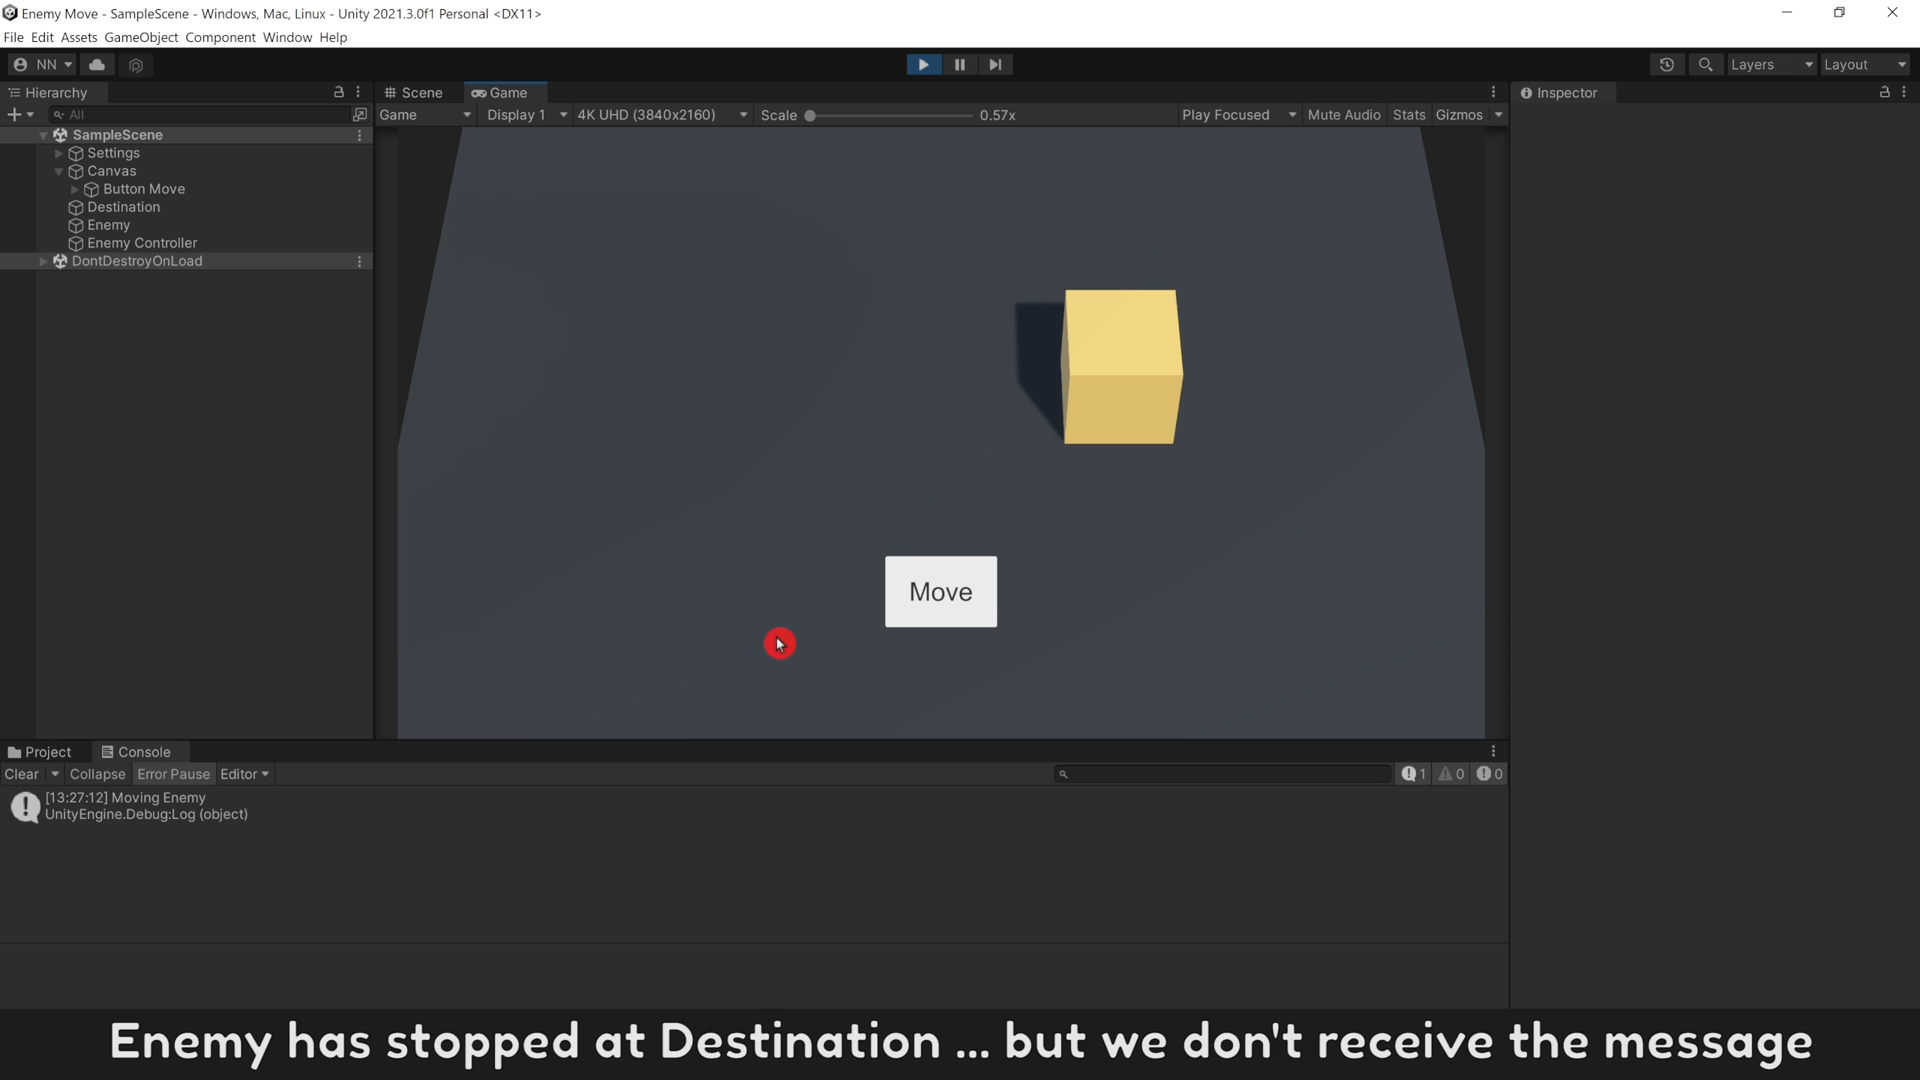 Enemy Move - SampleScene - Windows, Mac, Linux - Unity 2021.3.0f1 Personal <DX11>
File Edit Assets GameObject Component Window Help
NN Layers Layout
Hierarchy Scene Game Inspector
All Game Display 1 4K UHD (3840x2160) Scale 0.57x Play Focused Mute Audio Stats Gizmos
SampleScene
Settings
Canvas
Button Move
Destination
Enemy
Enemy Controller
DontDestroyOnLoad
Move
Project Console
Clear Collapse Error Pause Editor 1 0 0
[13:27:12] Moving Enemy
UnityEngine.Debug:Log (object)
Enemy has stopped at Destination ... but we don't receive the message